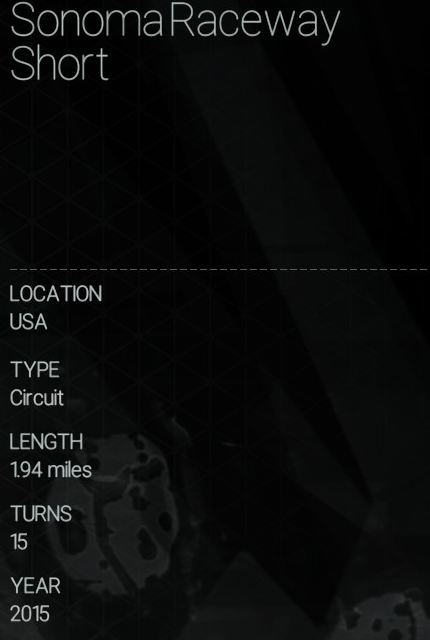 Sonoma Raceway
Short
LOCATION
USA
TYPE
Circuit
LENGTH
1.94 miles
TURNS
15
YEAR
2015